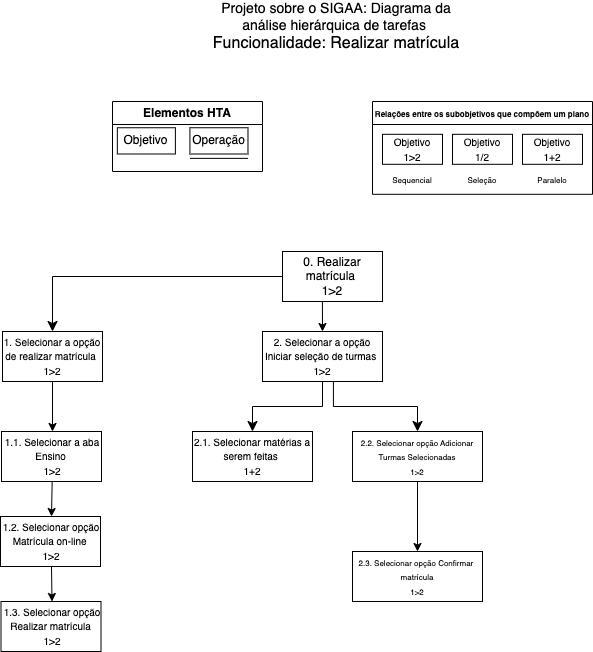 Projeto sobre o SIGAA: Diagrama da
análise hierárquica de tarefas
Funcionalidade: Realizar matrícula
Elementos HTA
Objetivo
Operação
Relações entre os subobjetivos que compõem um plano
Objetivo
1>2
Objetivo
1/2
Objetivo
1+2
Sequencial
Seleção
Paralelo
0. Realizar
matrícula
1>2
1. Selecionar a opção
de realizar matrícula
1>2
2. Selecionar a opção
Iniciar seleção de turmas
1>2
1.1. Selecionar a aba
Ensino
1>2
2.1. Selecionar matérias a
serem feitas
1+2
2.2. Selecionar opção Adicionar
Turmas Selecionadas
1>2
1.2. Selecionar opção
Matrícula on-line
1>2
2.3. Selecionar opção Confirmar
matrícula
1>2
1.3. Selecionar opção
Realizar matrícula
1>2